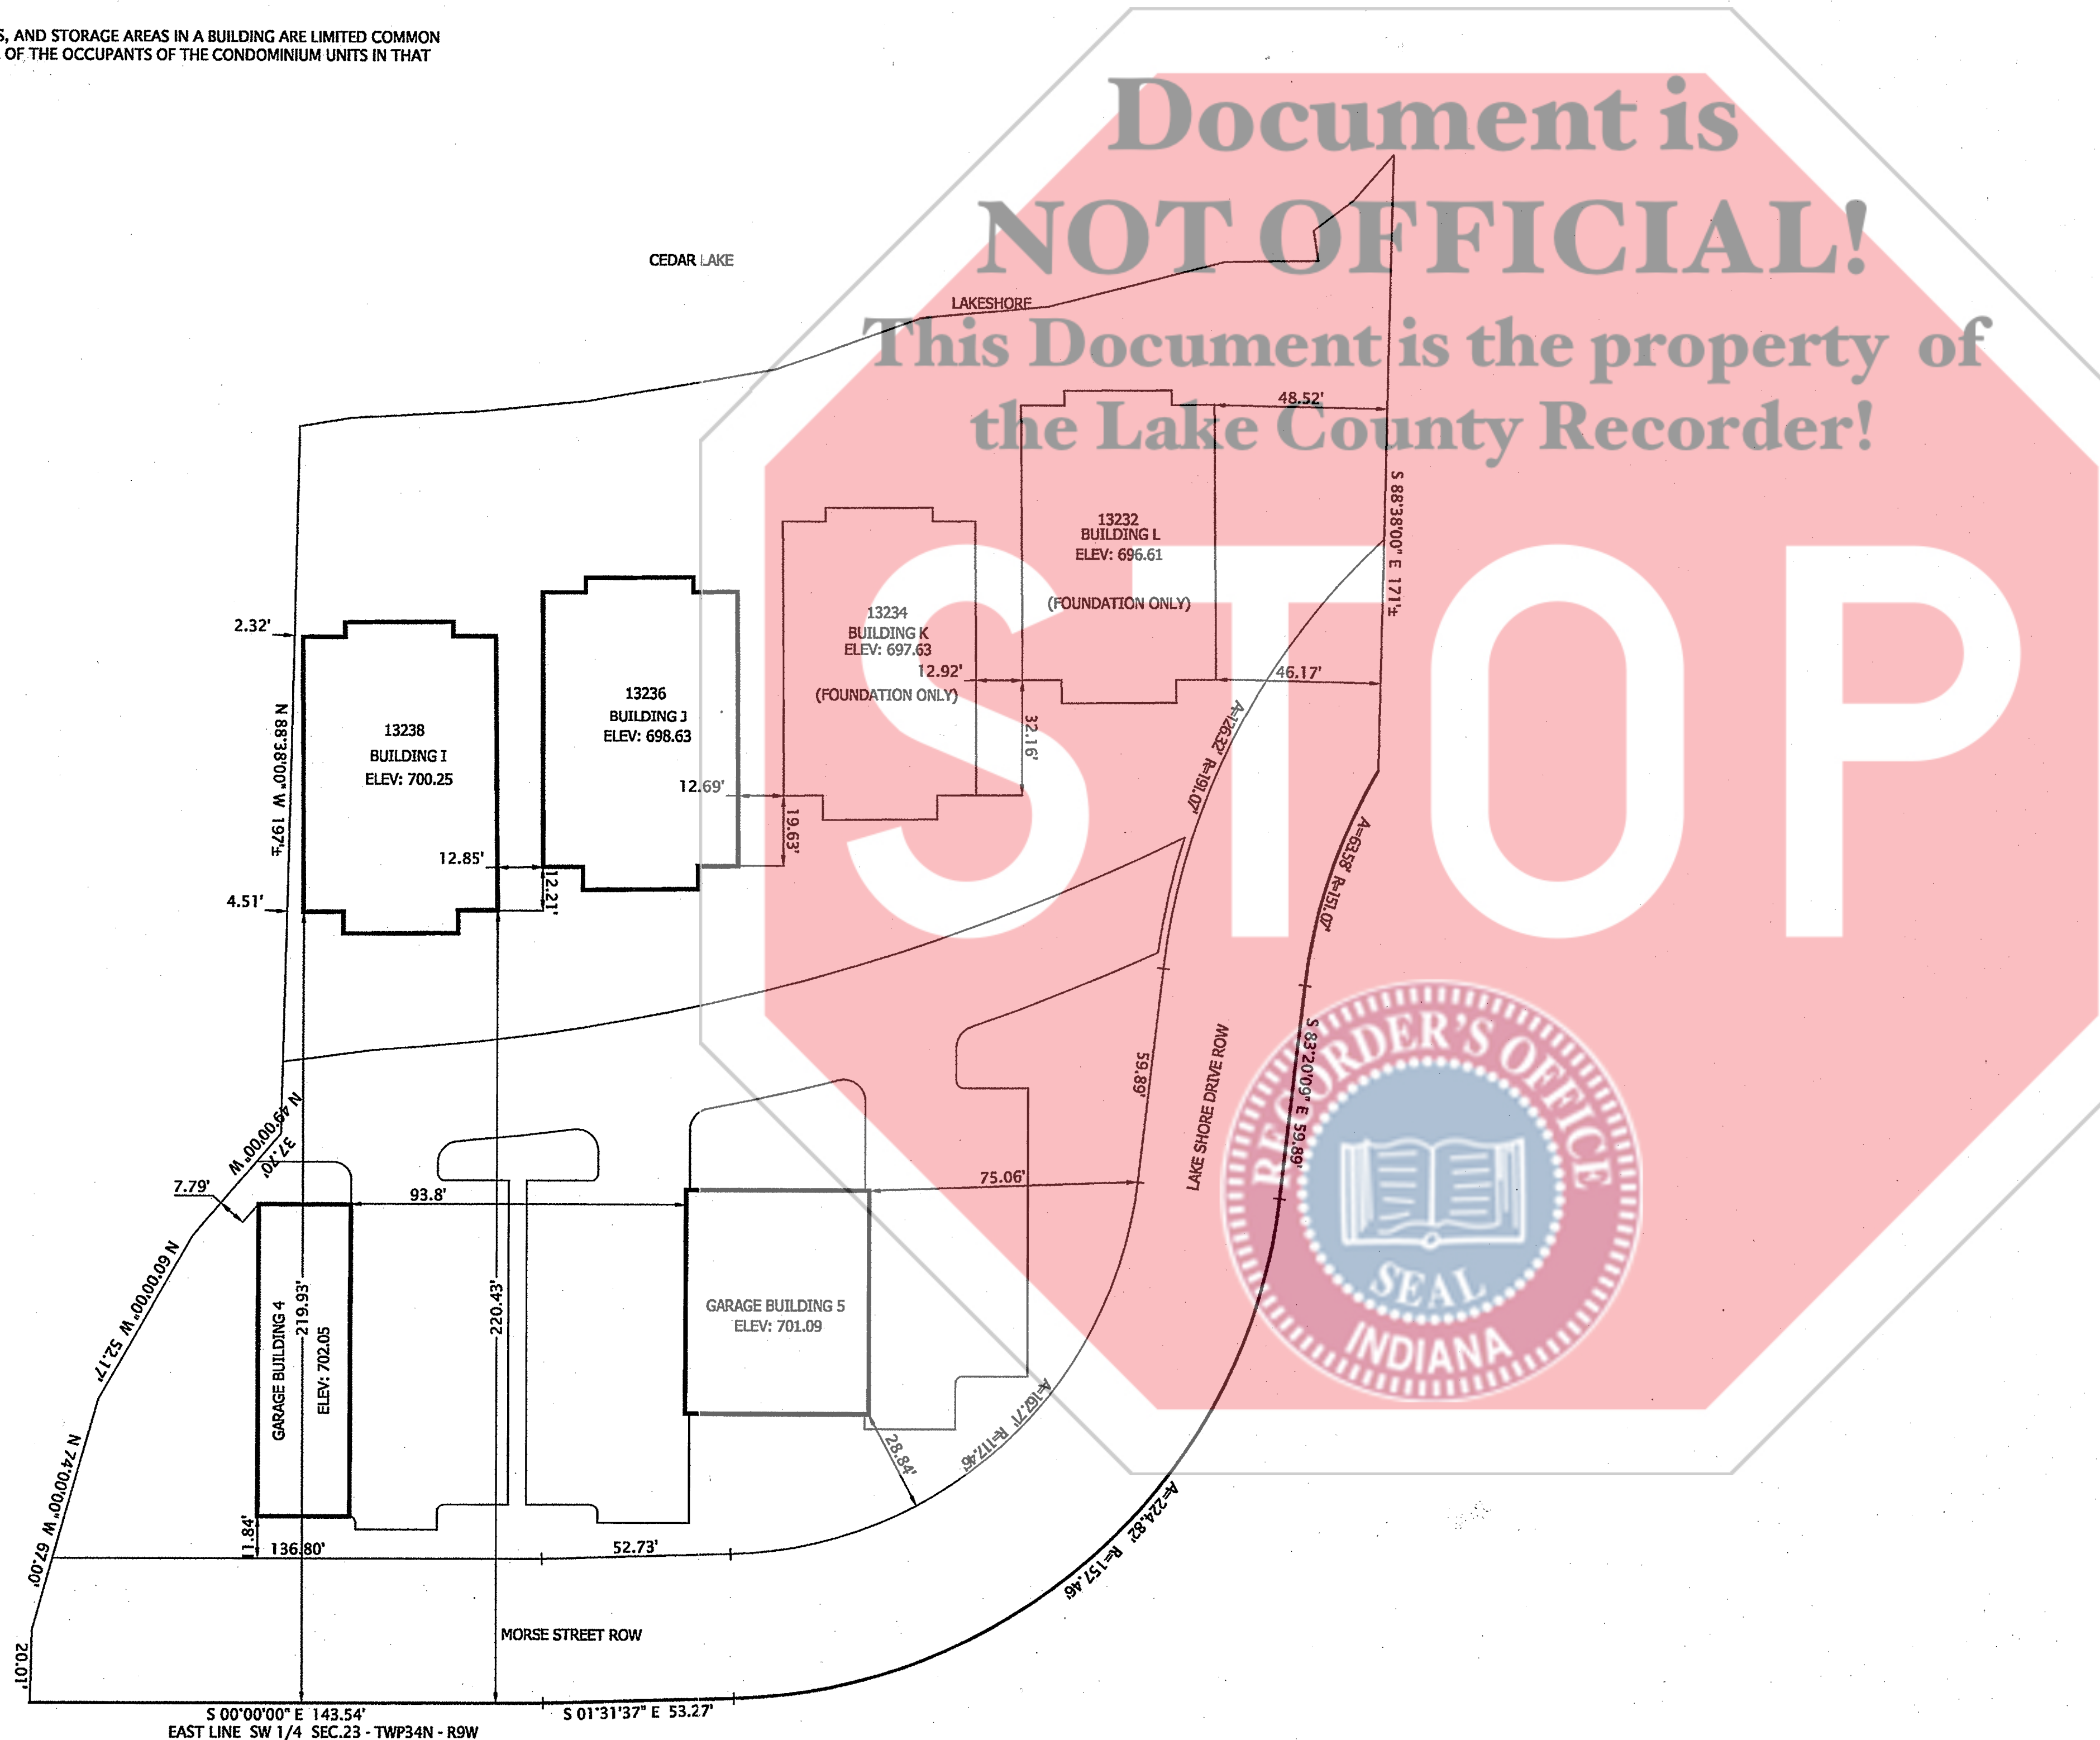 S, AND STORAGE AREAS IN A BUILDING ARE LIMITED COMMON
OF THE OCCUPANTS OF THE CONDOMINIUM UNITS IN THAT
Document is
NOT OFFICIAL!
This Document is the property of
the Lake County Recorder!
CEDAR LAKE
LAKESHORE
48.52'
S 88°38'00" E 171'±
13232
BUILDING L
ELEV: 696.61
(FOUNDATION ONLY)
STOP
13234
BUILDING K
ELEV: 697.63
12.92'
(FOUNDATION ONLY)
46.17'
32.16'
A=126.32' R=191.07'
2.32'
13236
BUILDING J
ELEV: 698.63
12.69'
19.63'
N 88°38'00" W 197'±
13238
BUILDING I
ELEV: 700.25
12.85'
12.21'
4.51'
A=63.58' R=151.07'
S 83°20'09" E 59.89'
59.89'
LAKE SHORE DRIVE ROW
RECORDER'S OFFICE
SEAL
INDIANA
N 49°00'00" W
37.70'
7.79'
93.8'
75.06'
N 60°00'00" W 52.17'
GARAGE BUILDING 4
ELEV: 702.05
219.93'
220.43'
GARAGE BUILDING 5
ELEV: 701.09
28.84'
A=167.71' R=117.46'
A=224.82' R=157.46'
N 74°00'00" W 67.00'
11.84'
136.80'
52.73'
MORSE STREET ROW
20.01'
S 00°00'00" E 143.54'
S 01°31'37" E 53.27'
EAST LINE SW 1/4 SEC.23 - TWP34N - R9W